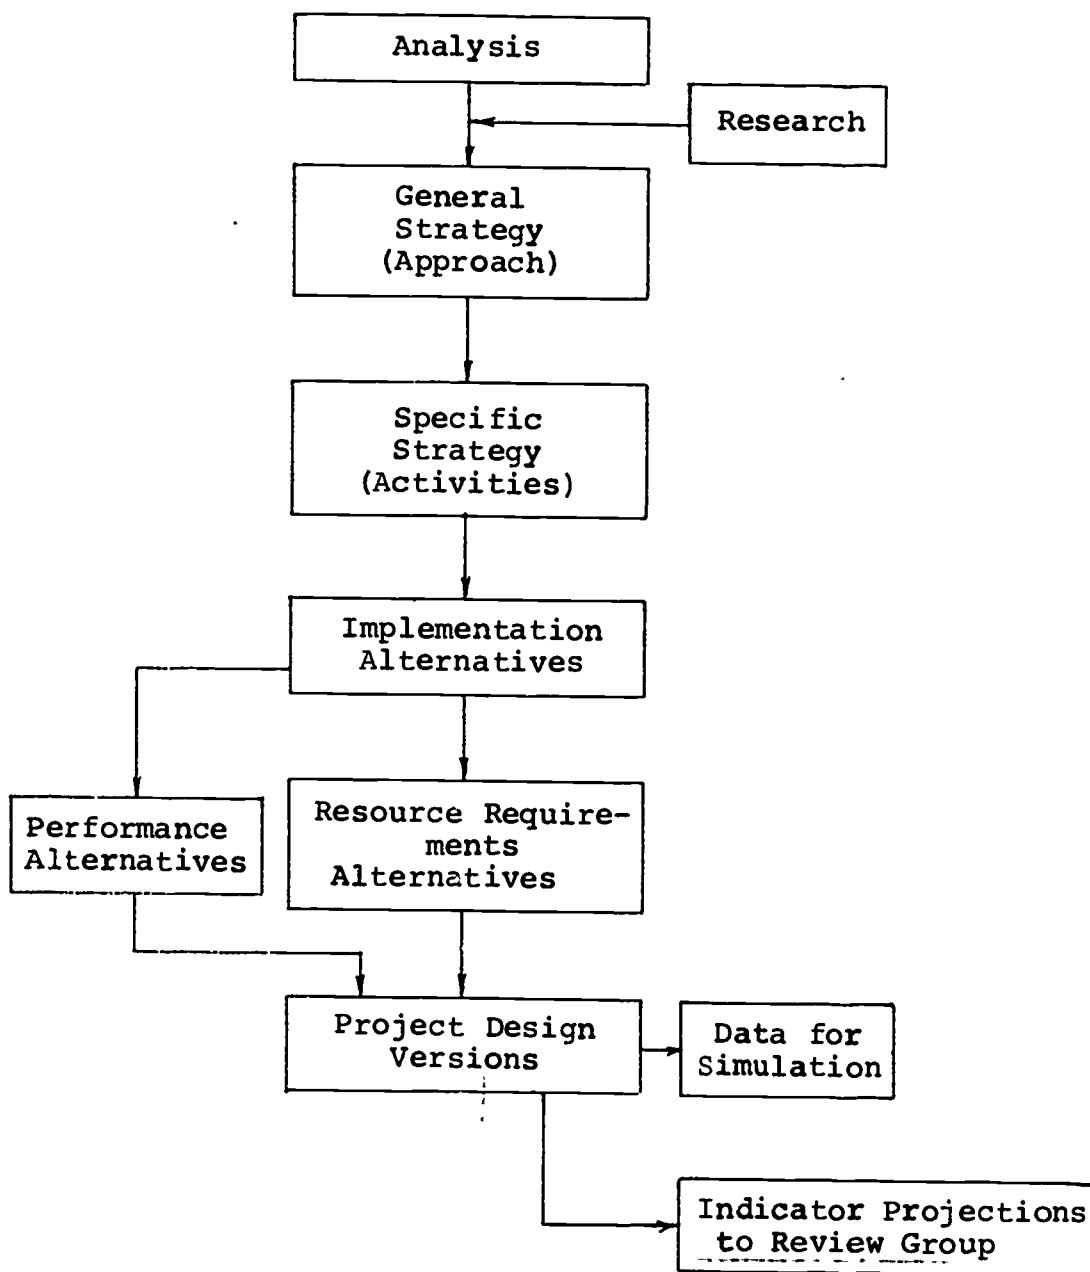 Analysis
Research
General
Strategy
(Approach)
Specific
Strategy
(Activities)
Implementation
Alternatives
Performance
Alternatives
Resource Require-
ments
Alternatives
Project Design
Versions
Data for
Simulation
Indicator Projections
to Review Group